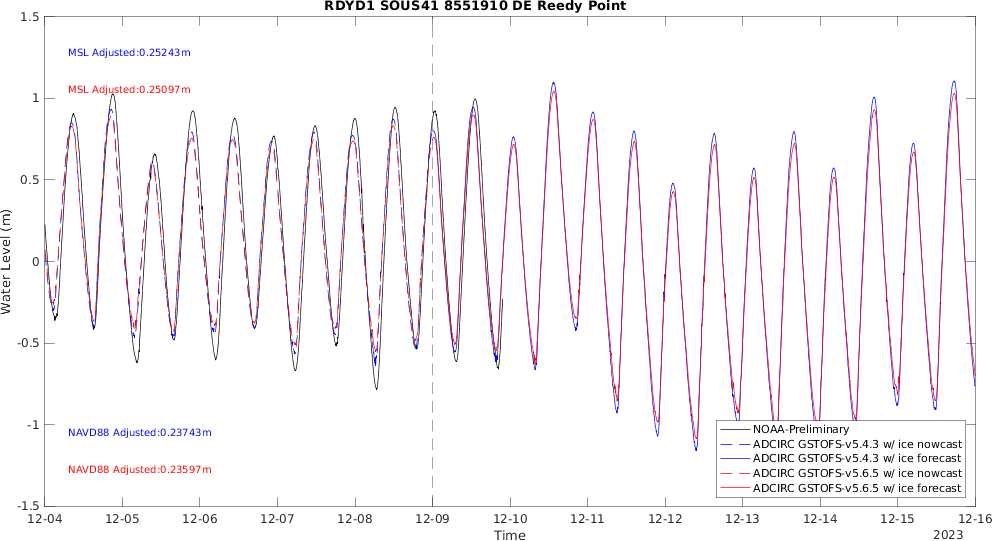 RDYD1 SOUS41 8551910 DE Reedy Point
1.5
1
0.5
0
-0.5
-1
-1.5
Water Level (m)
MSL Adjusted:0.25243m
MSL Adjusted:0.25097m
NAVD88 Adjusted:0.23743m
NAVD88 Adjusted:0.23597m
NOAA-Preliminary
ADCIRC GSTOFS-v5.4.3 w/ ice nowcast
ADCIRC GSTOFS-v5.4.3 w/ ice forecast
ADCIRC GSTOFS-v5.6.5 w/ ice nowcast
ADCIRC GSTOFS-v5.6.5 w/ ice forecast
12-04 12-05 12-06 12-07 12-08 12-09 12-10 12-11 12-12 12-13 12-14 12-15 12-16
Time
2023